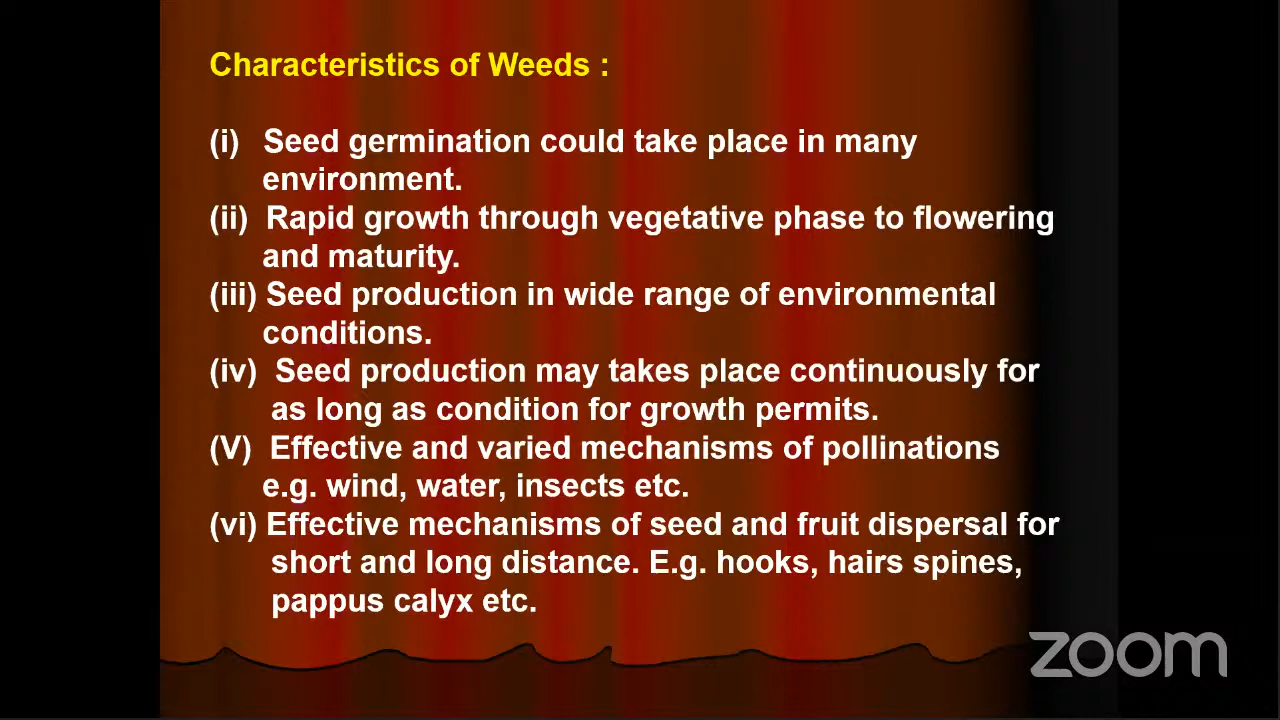 Characteristics of Weeds :
(i) Seed germination could take place in many
environment.
(ii) Rapid growth through vegetative phase to flowering
and maturity.
(iii) Seed production in wide range of environmental
conditions.
(iv) Seed production may takes place continuously for
as long as condition for growth permits.
(V) Effective and varied mechanisms of pollinations
e.g. wind, water, insects etc.
(vi) Effective mechanisms of seed and fruit dispersal for
short and long distance. E.g. hooks, hairs spines,
pappus calyx etc.
zoom